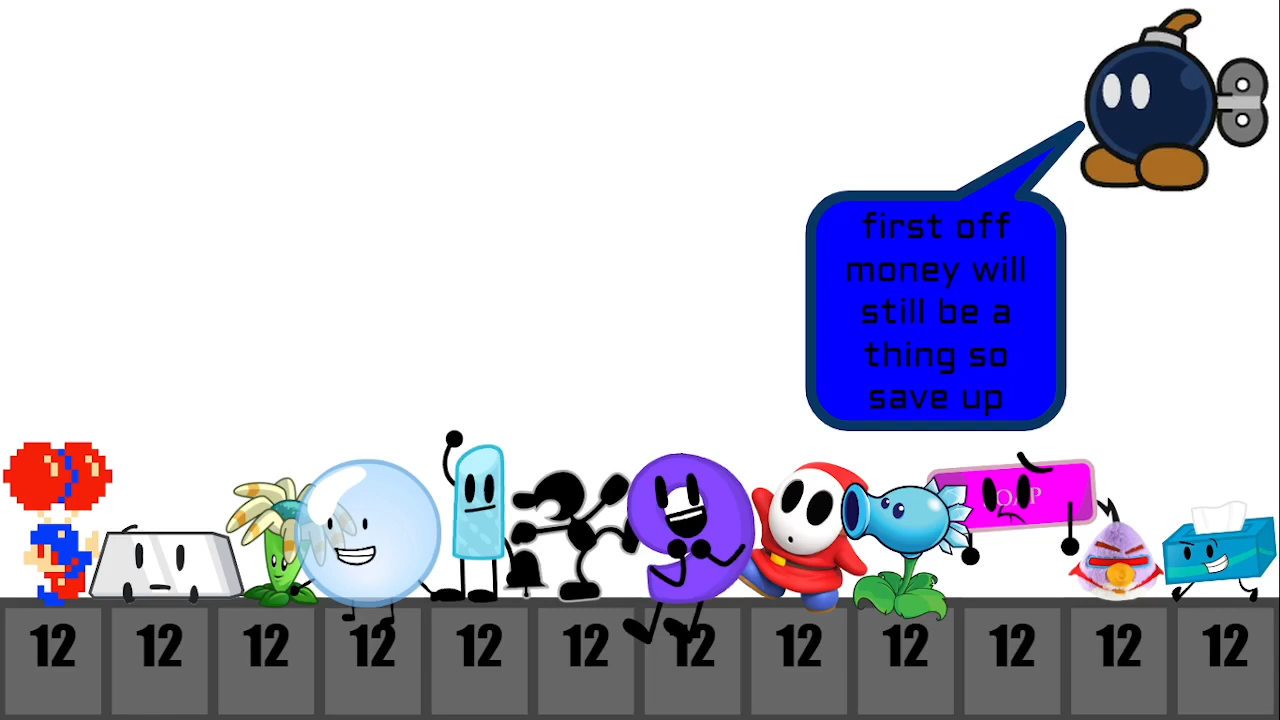 first off
money will
still be a
thing so
save up
12 12 12 12 12 12 12 12 12 12 12 12